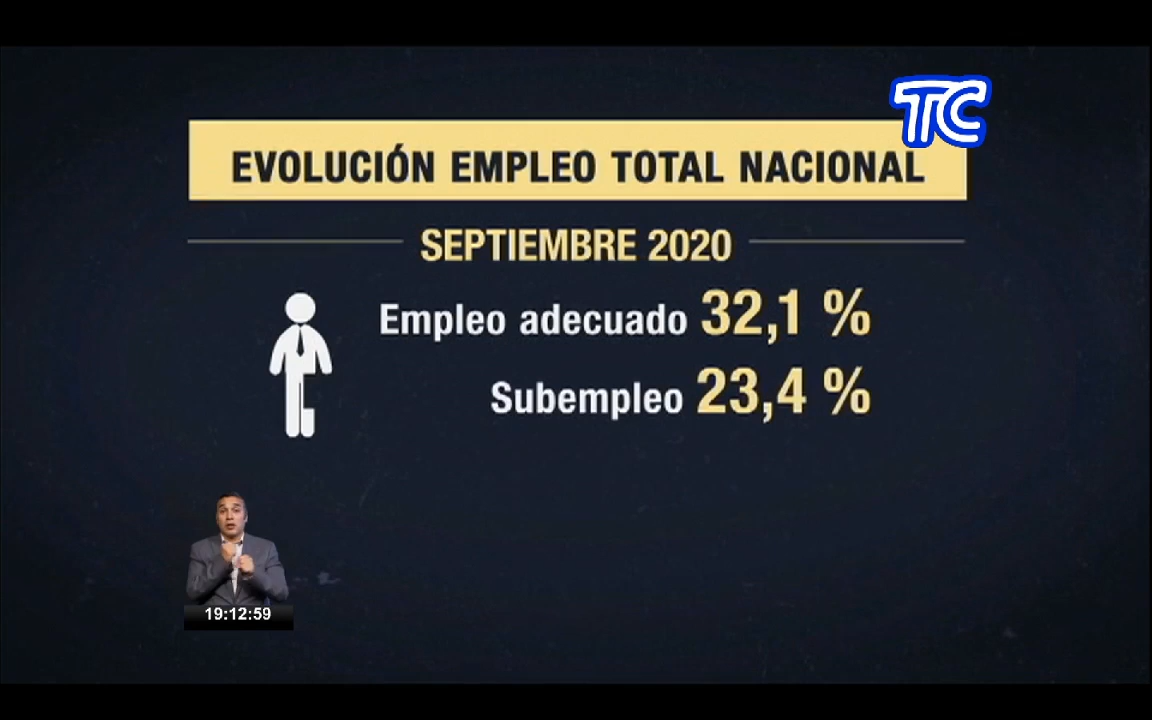 TC
EVOLUCIÓN EMPLEO TOTAL NACIONAL
SEPTIEMBRE 2020
Empleo adecuado 32,1 %
Subempleo 23,4 %
19:12:59